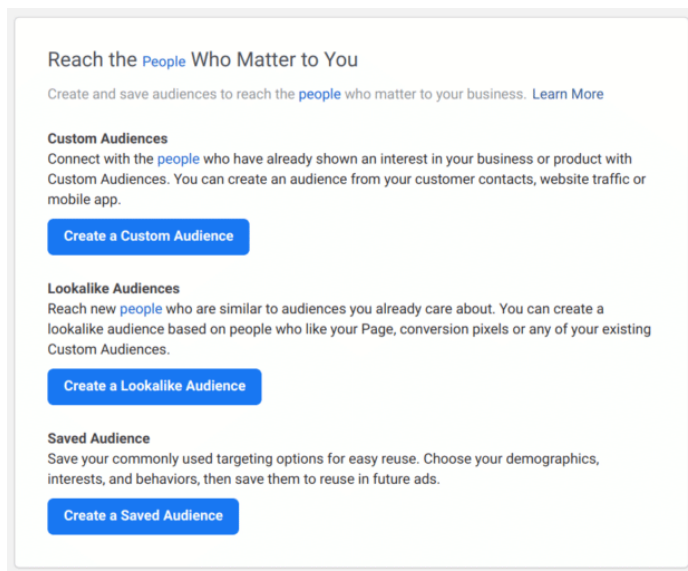 Reach the People Who Matter to You
Create and save audiences to reach the people who matter to your business. Learn More
Custom Audiences
Connect with the people who have already shown an interest in your business or product with
Custom Audiences. You can create an audience from your customer contacts, website traffic or
mobile app.
Create a Custom Audience
Lookalike Audiences
Reach new people who are similar to audiences you already care about. You can create a
lookalike audience based on people who like your Page, conversion pixels or any of your existing
Custom Audiences.
Create a Lookalike Audience
Saved Audience
Save your commonly used targeting options for easy reuse. Choose your demographics,
interests, and behaviors, then save them to reuse in future ads.
Create a Saved Audience